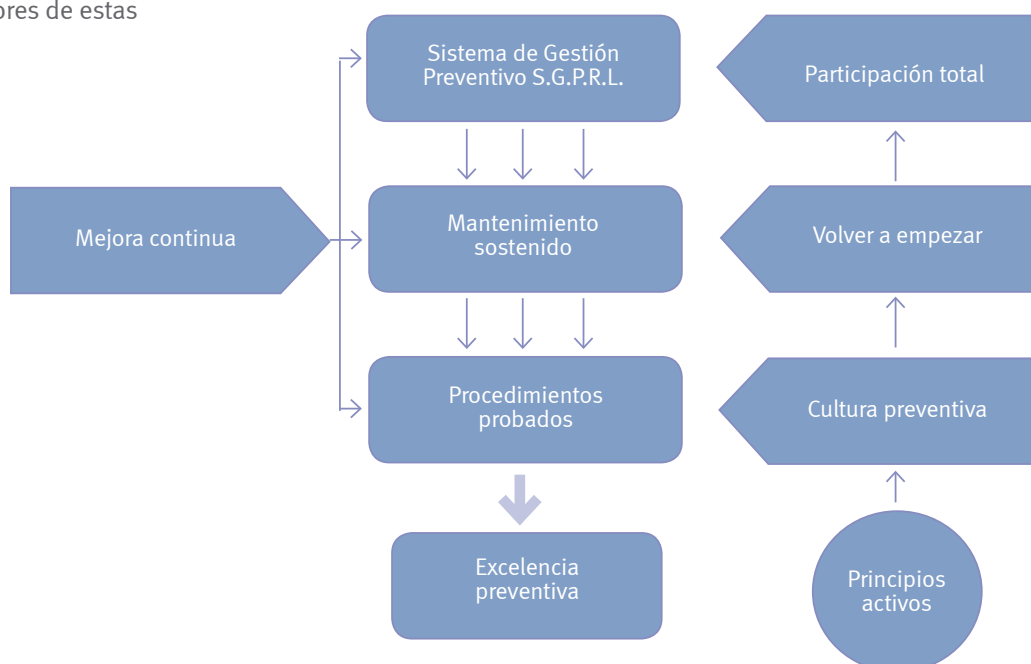 ores de estas
Sistema de Gestión
Preventivo S.G.P.R.L.
Participación total
Mejora continua
Mantenimiento
sostenido
Volver a empezar
Procedimientos
probados
Cultura preventiva
Excelencia
preventiva
Principios
activos